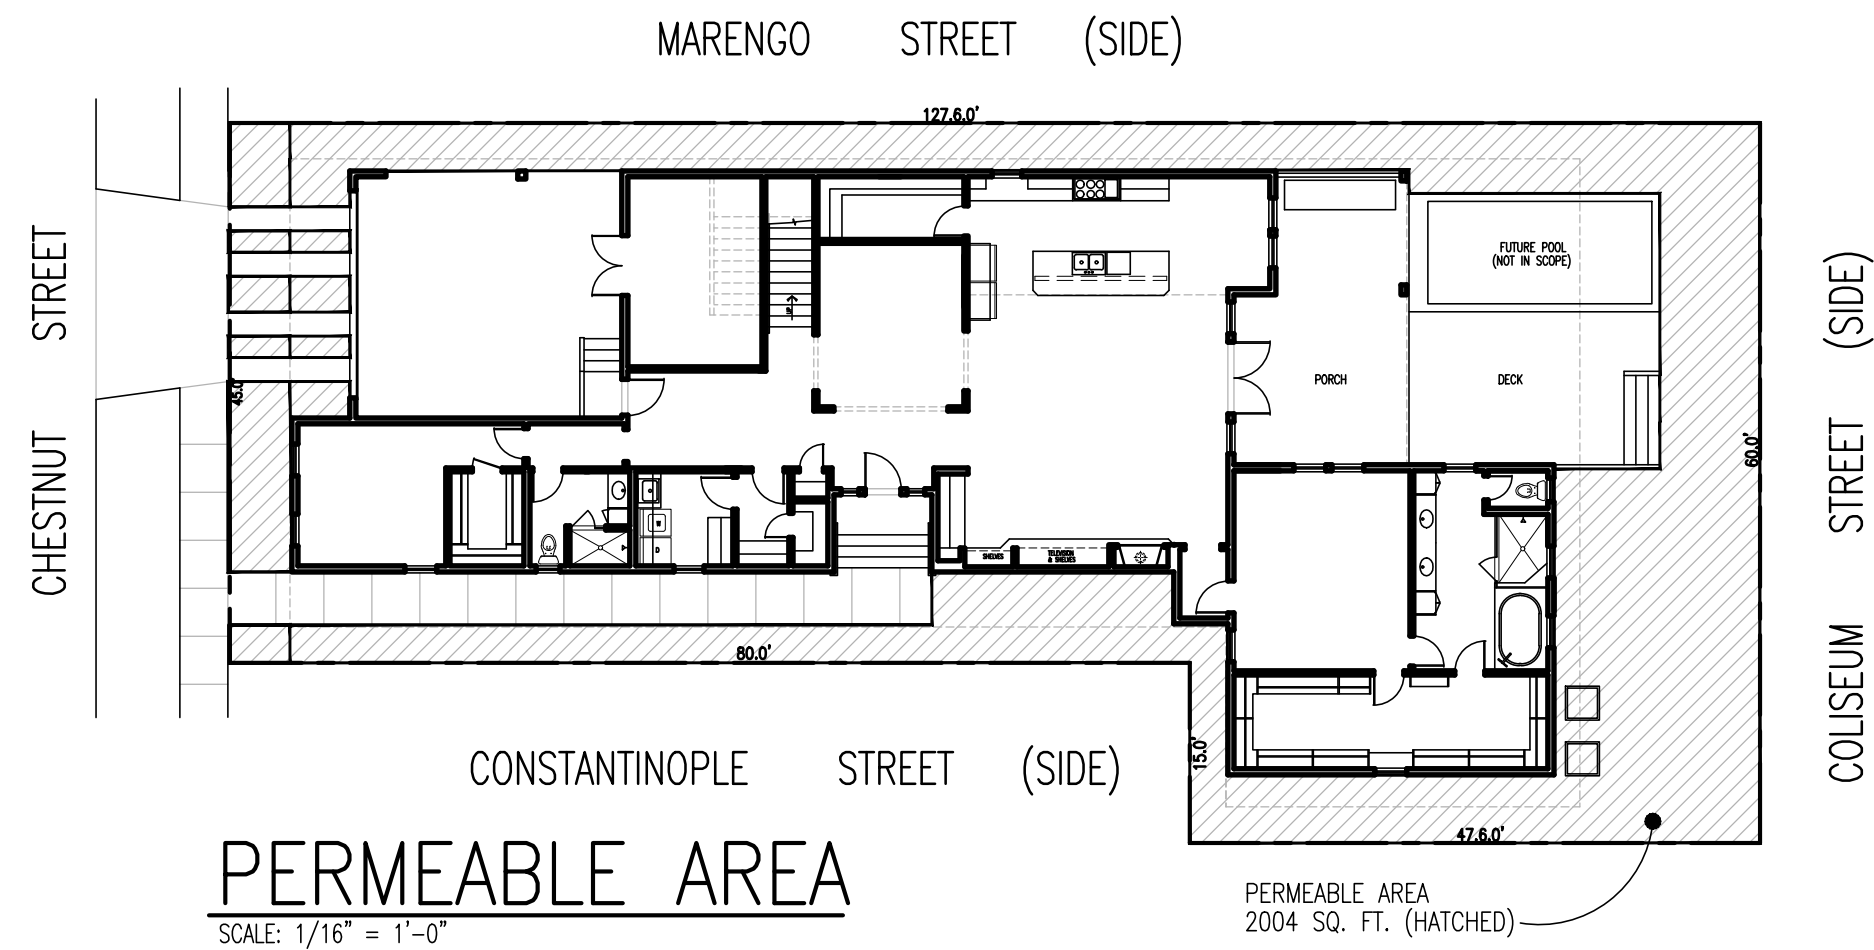 MARENGO STREET (SIDE)
127.6.0'
CHESTNUT STREET
45.0'
UP
FUTURE POOL
(NOT IN SCOPE)
PORCH
DECK
60.0'
COLISEUM STREET (SIDE)
W
D
SHELVES
TELEVISION
& SHELVES
80.0'
15.0'
CONSTANTINOPLE STREET (SIDE)
47.6.0'
PERMEABLE AREA
SCALE: 1/16" = 1'-0"
PERMEABLE AREA
2004 SQ. FT. (HATCHED)